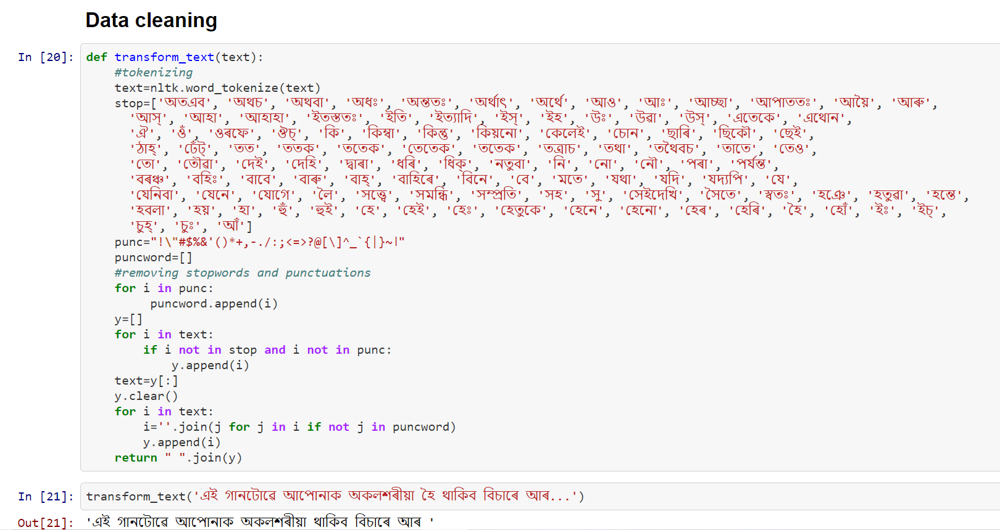 Data cleaning
In [20]: def transform_text(text):
#tokenizing
text=nltk.word_tokenize(text)
stop=['অতএব', 'অথচ', 'অথবা', 'অধঃ', 'অন্ততঃ', 'অৰ্থাৎ', 'অৰ্থে', 'আও', 'আঃ', 'আচ্ছা', 'আপাততঃ', 'আয়ৈ', 'আৰু',
'আস্', 'আহা', 'আহাহা', 'ইতস্ততঃ', 'ইতি', 'ইত্যাদি', 'ইস্', 'ইহ', 'উঃ', 'উৱা', 'উস্', 'এতেকে', 'এথোন',
'ঐ', 'ওঁ', 'ওৰফে', 'ঔচ্', 'কি', 'কিম্বা', 'কিন্তু', 'কিয়নো', 'কেলেই', 'চোন', 'ছাৰি', 'ছিকৌ', 'ছেই',
'ঠাহ্', 'ঢেঁট্', 'তত', 'ততক', 'ততেক', 'তেতেক', 'ততেক', 'তত্ৰাচ', 'তথা', 'তথৈবচ', 'তাতে', 'তেও',
'তো', 'তৌৱা', 'দেই', 'দেহি', 'দ্বাৰা', 'ধৰি', 'ধিক্', 'নতুবা', 'নি', 'নো', 'নৌ', 'পৰা', 'পৰ্যন্ত',
'বৰঞ্চ', 'বহিঃ', 'বাবে', 'বাৰু', 'বাহ্', 'বাহিৰে', 'বিনে', 'বে', 'মতে', 'যথা', 'যদি', 'যদ্যপি', 'যে',
'যেনিবা', 'যেনে', 'যোগে', 'লৈ', 'সত্ত্বে', 'সমন্ধি', 'সম্প্ৰতি', 'সহ', 'সু', 'সেইদেখি', 'সৈতে', 'স্বতঃ', 'হঞে', 'হতুৱা', 'হন্তে',
'হবলা', 'হয়', 'হা', 'হুঁ', 'হুই', 'হে', 'হেই', 'হেঃ', 'হেতুকে', 'হেনে', 'হেনো', 'হেৰ', 'হেৰি', 'হৈ', 'হোঁ', 'ইঃ', 'ইচ্',
'চুহ্', 'চুঃ', 'আঁ']
punc="!\"#$%&'()*+,-./:;<=>?@[\]^_`{|}~।"
puncword=[]
#removing stopwords and punctuations
for i in punc:
puncword.append(i)
y=[]
for i in text:
if i not in stop and i not in punc:
y.append(i)
text=y[:]
y.clear()
for i in text:
i=''.join(j for j in i if not j in puncword)
y.append(i)
return " ".join(y)
In [21]: transform_text('এই গানটোৱে আপোনাক অকলশৰীয়া হৈ থাকিব বিচাৰে আৰ...')
Out[21]: 'এই গানটোৱে আপোনাক অকলশৰীয়া থাকিব বিচাৰে আৰ '